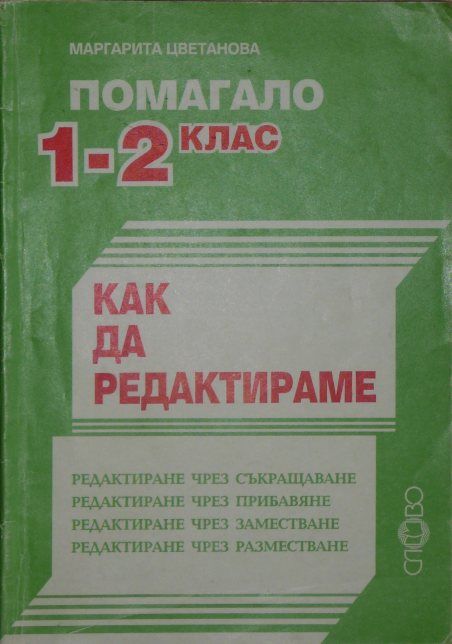 МАРГАРИТА ЦВЕТАНОВА
ПОМАГАЛО
1-2 КЛАС
КАК
ДА
РЕДАКТИРАМЕ
РЕДАКТИРАНЕ ЧРЕЗ СЪКРАЩАВАНЕ
РЕДАКТИРАНЕ ЧРЕЗ ПРИБАВЯНЕ
РЕДАКТИРАНЕ ЧРЕЗ ЗАМЕСТВАНЕ
РЕДАКТИРАНЕ ЧРЕЗ РАЗМЕСТВАНЕ
СЛОВО